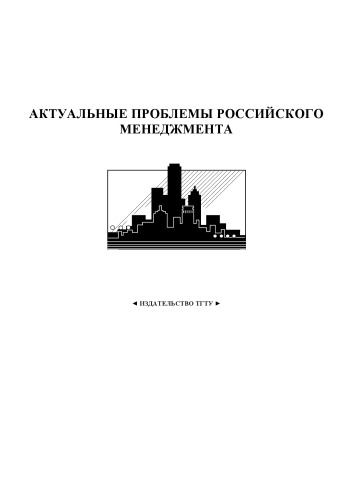 АКТУАЛЬНЫЕ ПРОБЛЕМЫ РОССИЙСКОГО
МЕНЕДЖМЕНТА
◄ ИЗДАТЕЛЬСТВО ТГТУ ►